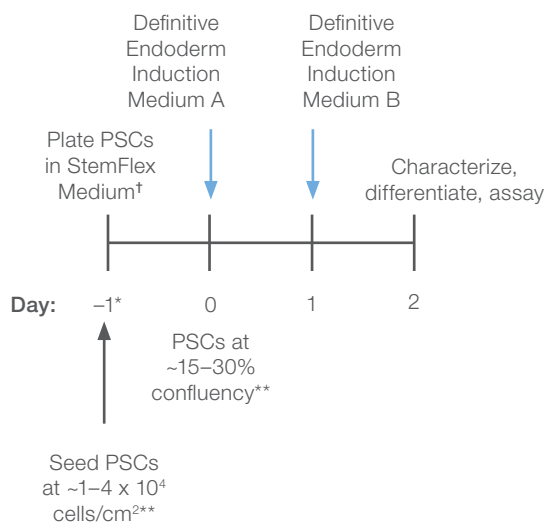 Definitive
Endoderm
Induction
Medium A
Definitive
Endoderm
Induction
Medium B
Plate PSCs
in StemFlex
Medium†
Characterize,
differentiate, assay
Day: –1* 0 1 2
PSCs at
~15–30%
confluency**
Seed PSCs
at ~1–4 x 10⁴
cells/cm²**